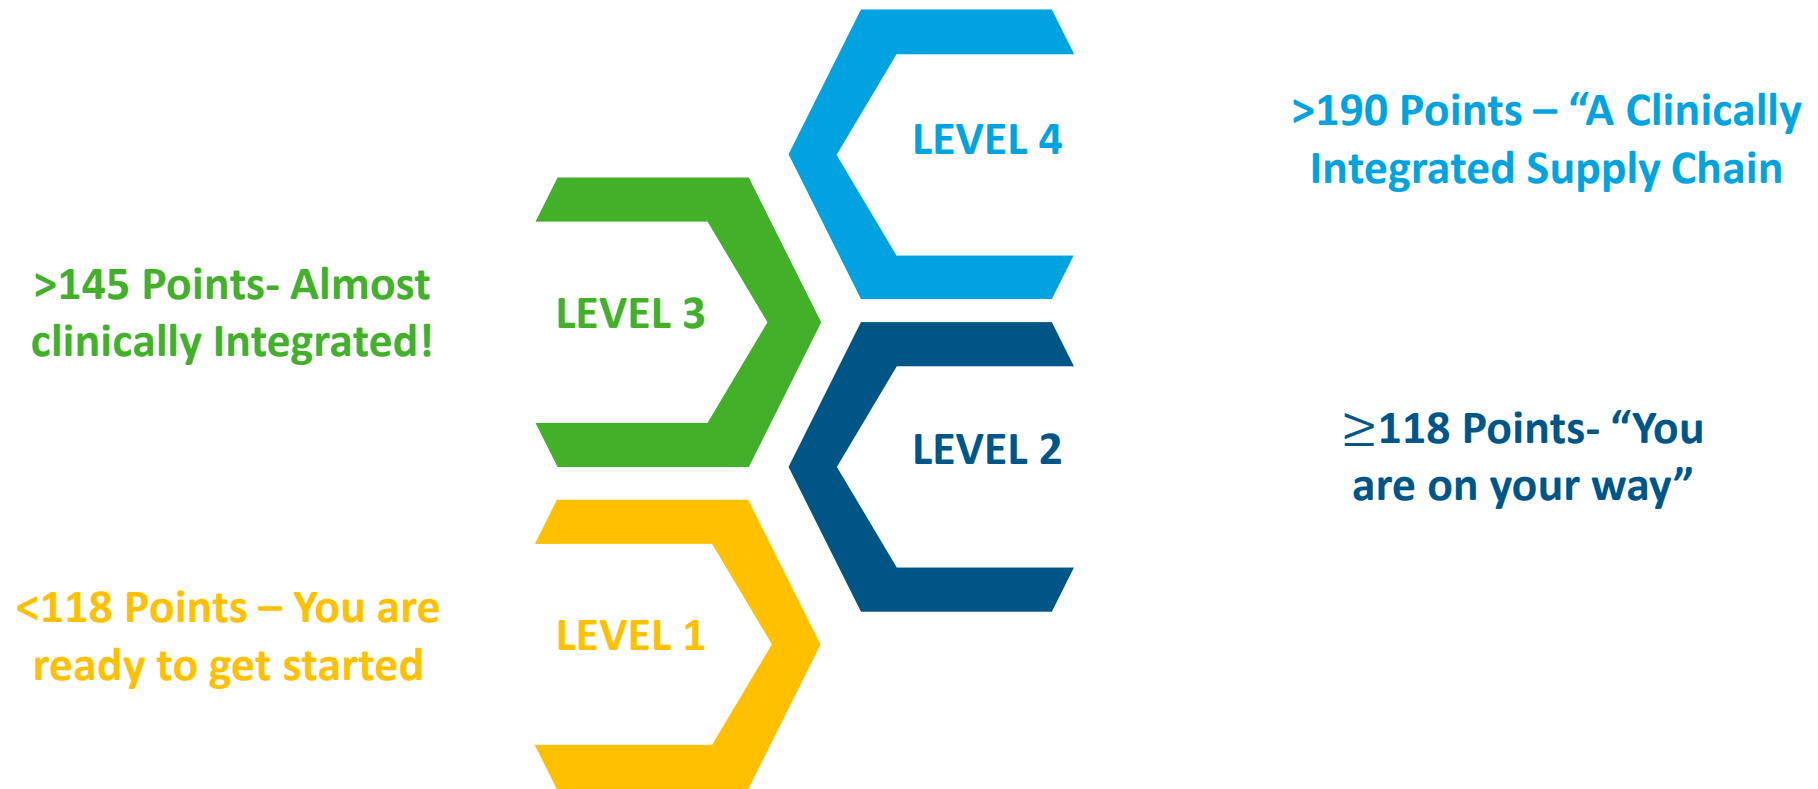 LEVEL 4
>190 Points – “A Clinically
Integrated Supply Chain
LEVEL 3
>145 Points- Almost
clinically Integrated!
LEVEL 2
≥118 Points- “You
are on your way”
LEVEL 1
<118 Points – You are
ready to get started